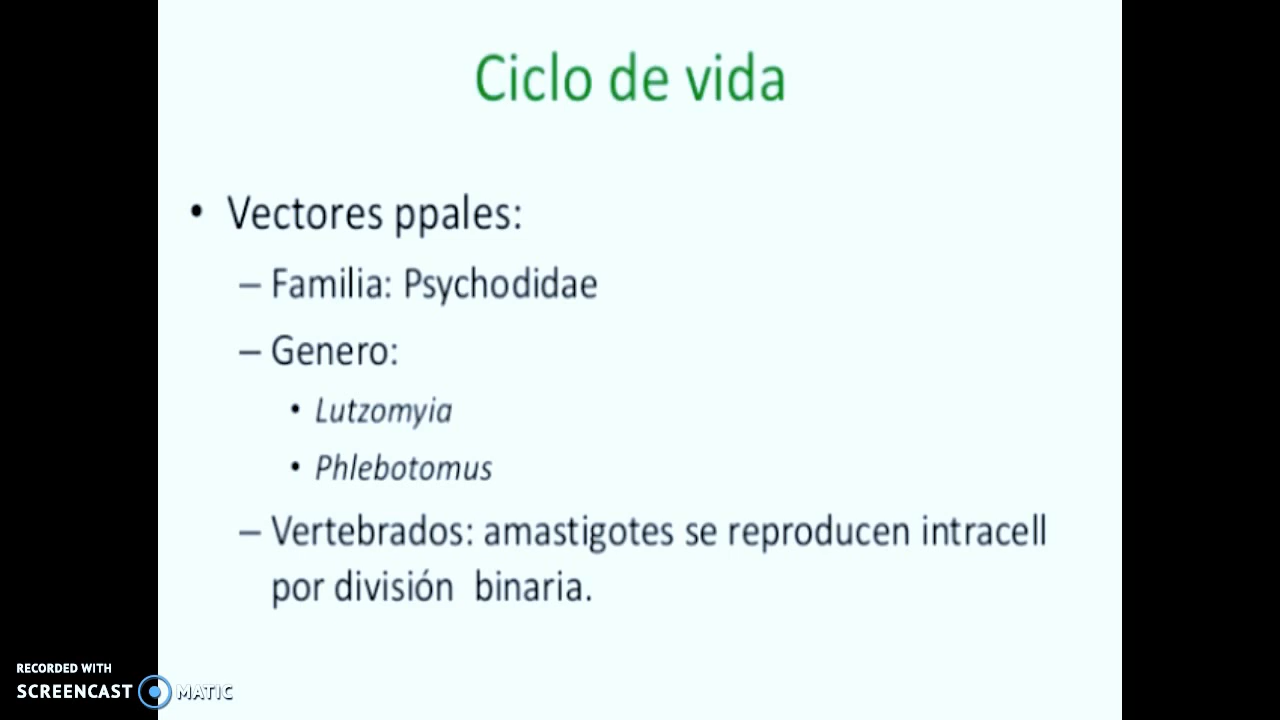 Ciclo de vida
• Vectores ppales:
– Familia: Psychodidae
– Genero:
• Lutzomyia
• Phlebotomus
– Vertebrados: amastigotes se reproducen intracell
por división binaria.
RECORDED WITH
SCREENCAST MATIC